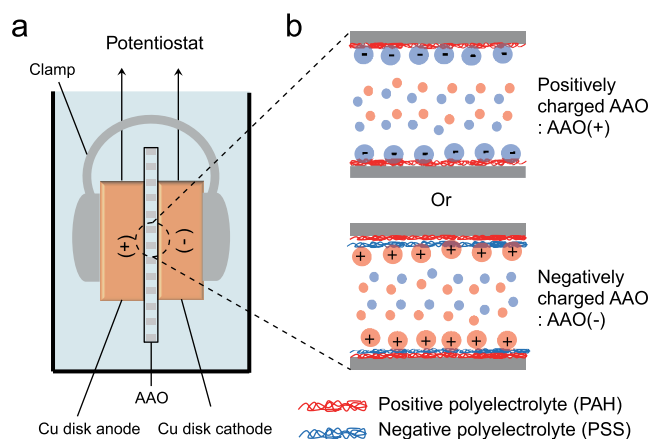 a
Potentiostat
Clamp
(+)
(-)
AAO
Cu disk anode
Cu disk cathode
b
- - - - - -
- - - - - -
Positively
charged AAO
: AAO(+)
Or
+ + + + + +
+ + + + + +
Negatively
charged AAO
: AAO(-)
Positive polyelectrolyte (PAH)
Negative polyelectrolyte (PSS)